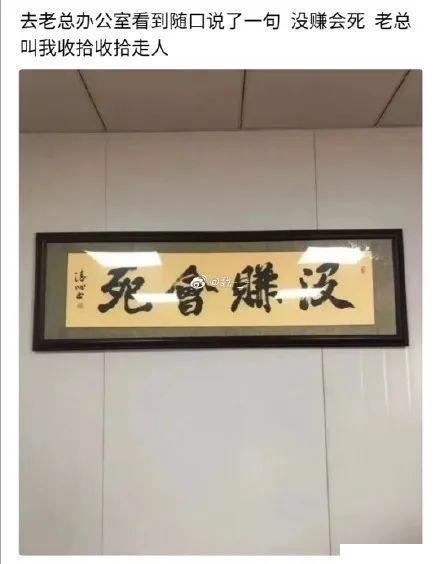 去老总办公室看到随口说了一句 没赚会死 老总
叫我收拾收拾走人
没賺會死